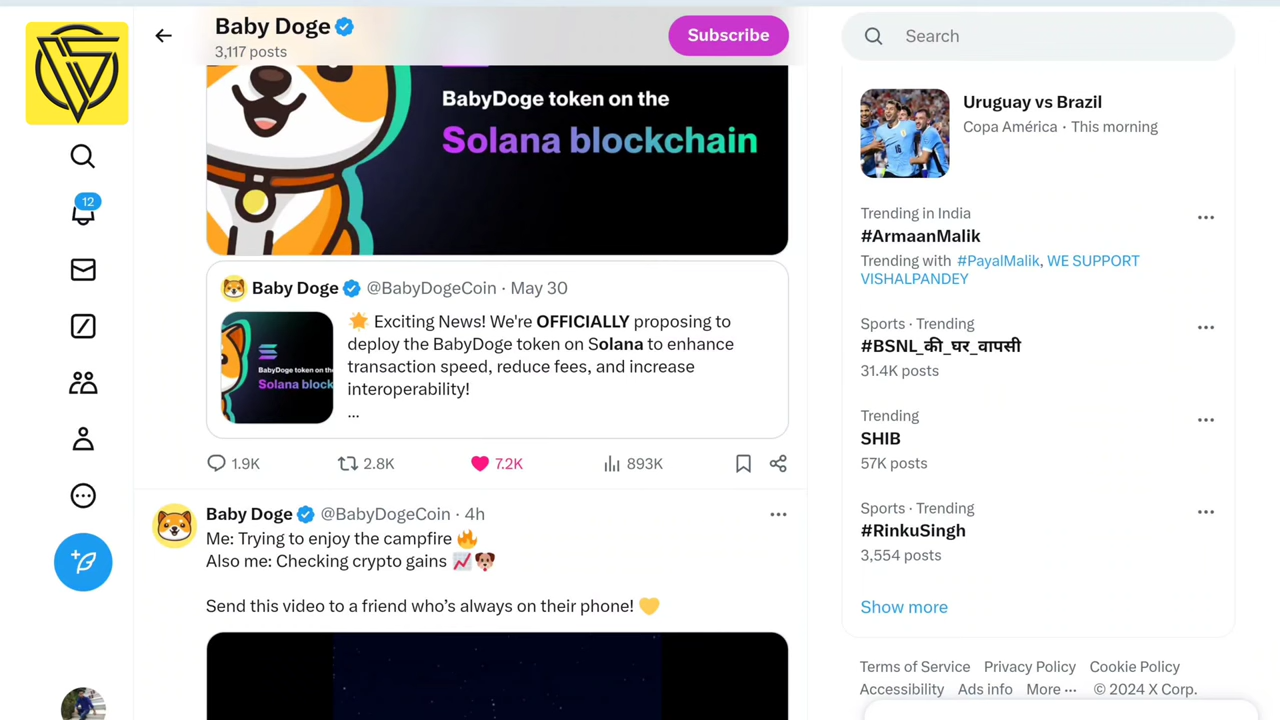 Baby Doge
3,117 posts
Subscribe
BabyDoge token on the
Solana blockchain
Baby Doge @BabyDogeCoin · May 30
🌟 Exciting News! We're OFFICIALLY proposing to
deploy the BabyDoge token on Solana to enhance
transaction speed, reduce fees, and increase
interoperability!
...
BabyDoge token on th
Solana block
1.9K 2.8K 7.2K 893K
Baby Doge @BabyDogeCoin · 4h
Me: Trying to enjoy the campfire 🔥
Also me: Checking crypto gains 📈🐶
Send this video to a friend who’s always on their phone! 💛
12
Search
Uruguay vs Brazil
Copa América · This morning
Trending in India
#ArmaanMalik
Trending with #PayalMalik, WE SUPPORT
VISHALPANDEY
Sports · Trending
#BSNL_की_घर_वापसी
31.4K posts
Trending
SHIB
57K posts
Sports · Trending
#RinkuSingh
3,554 posts
Show more
Terms of Service Privacy Policy Cookie Policy
Accessibility Ads info More ··· © 2024 X Corp.